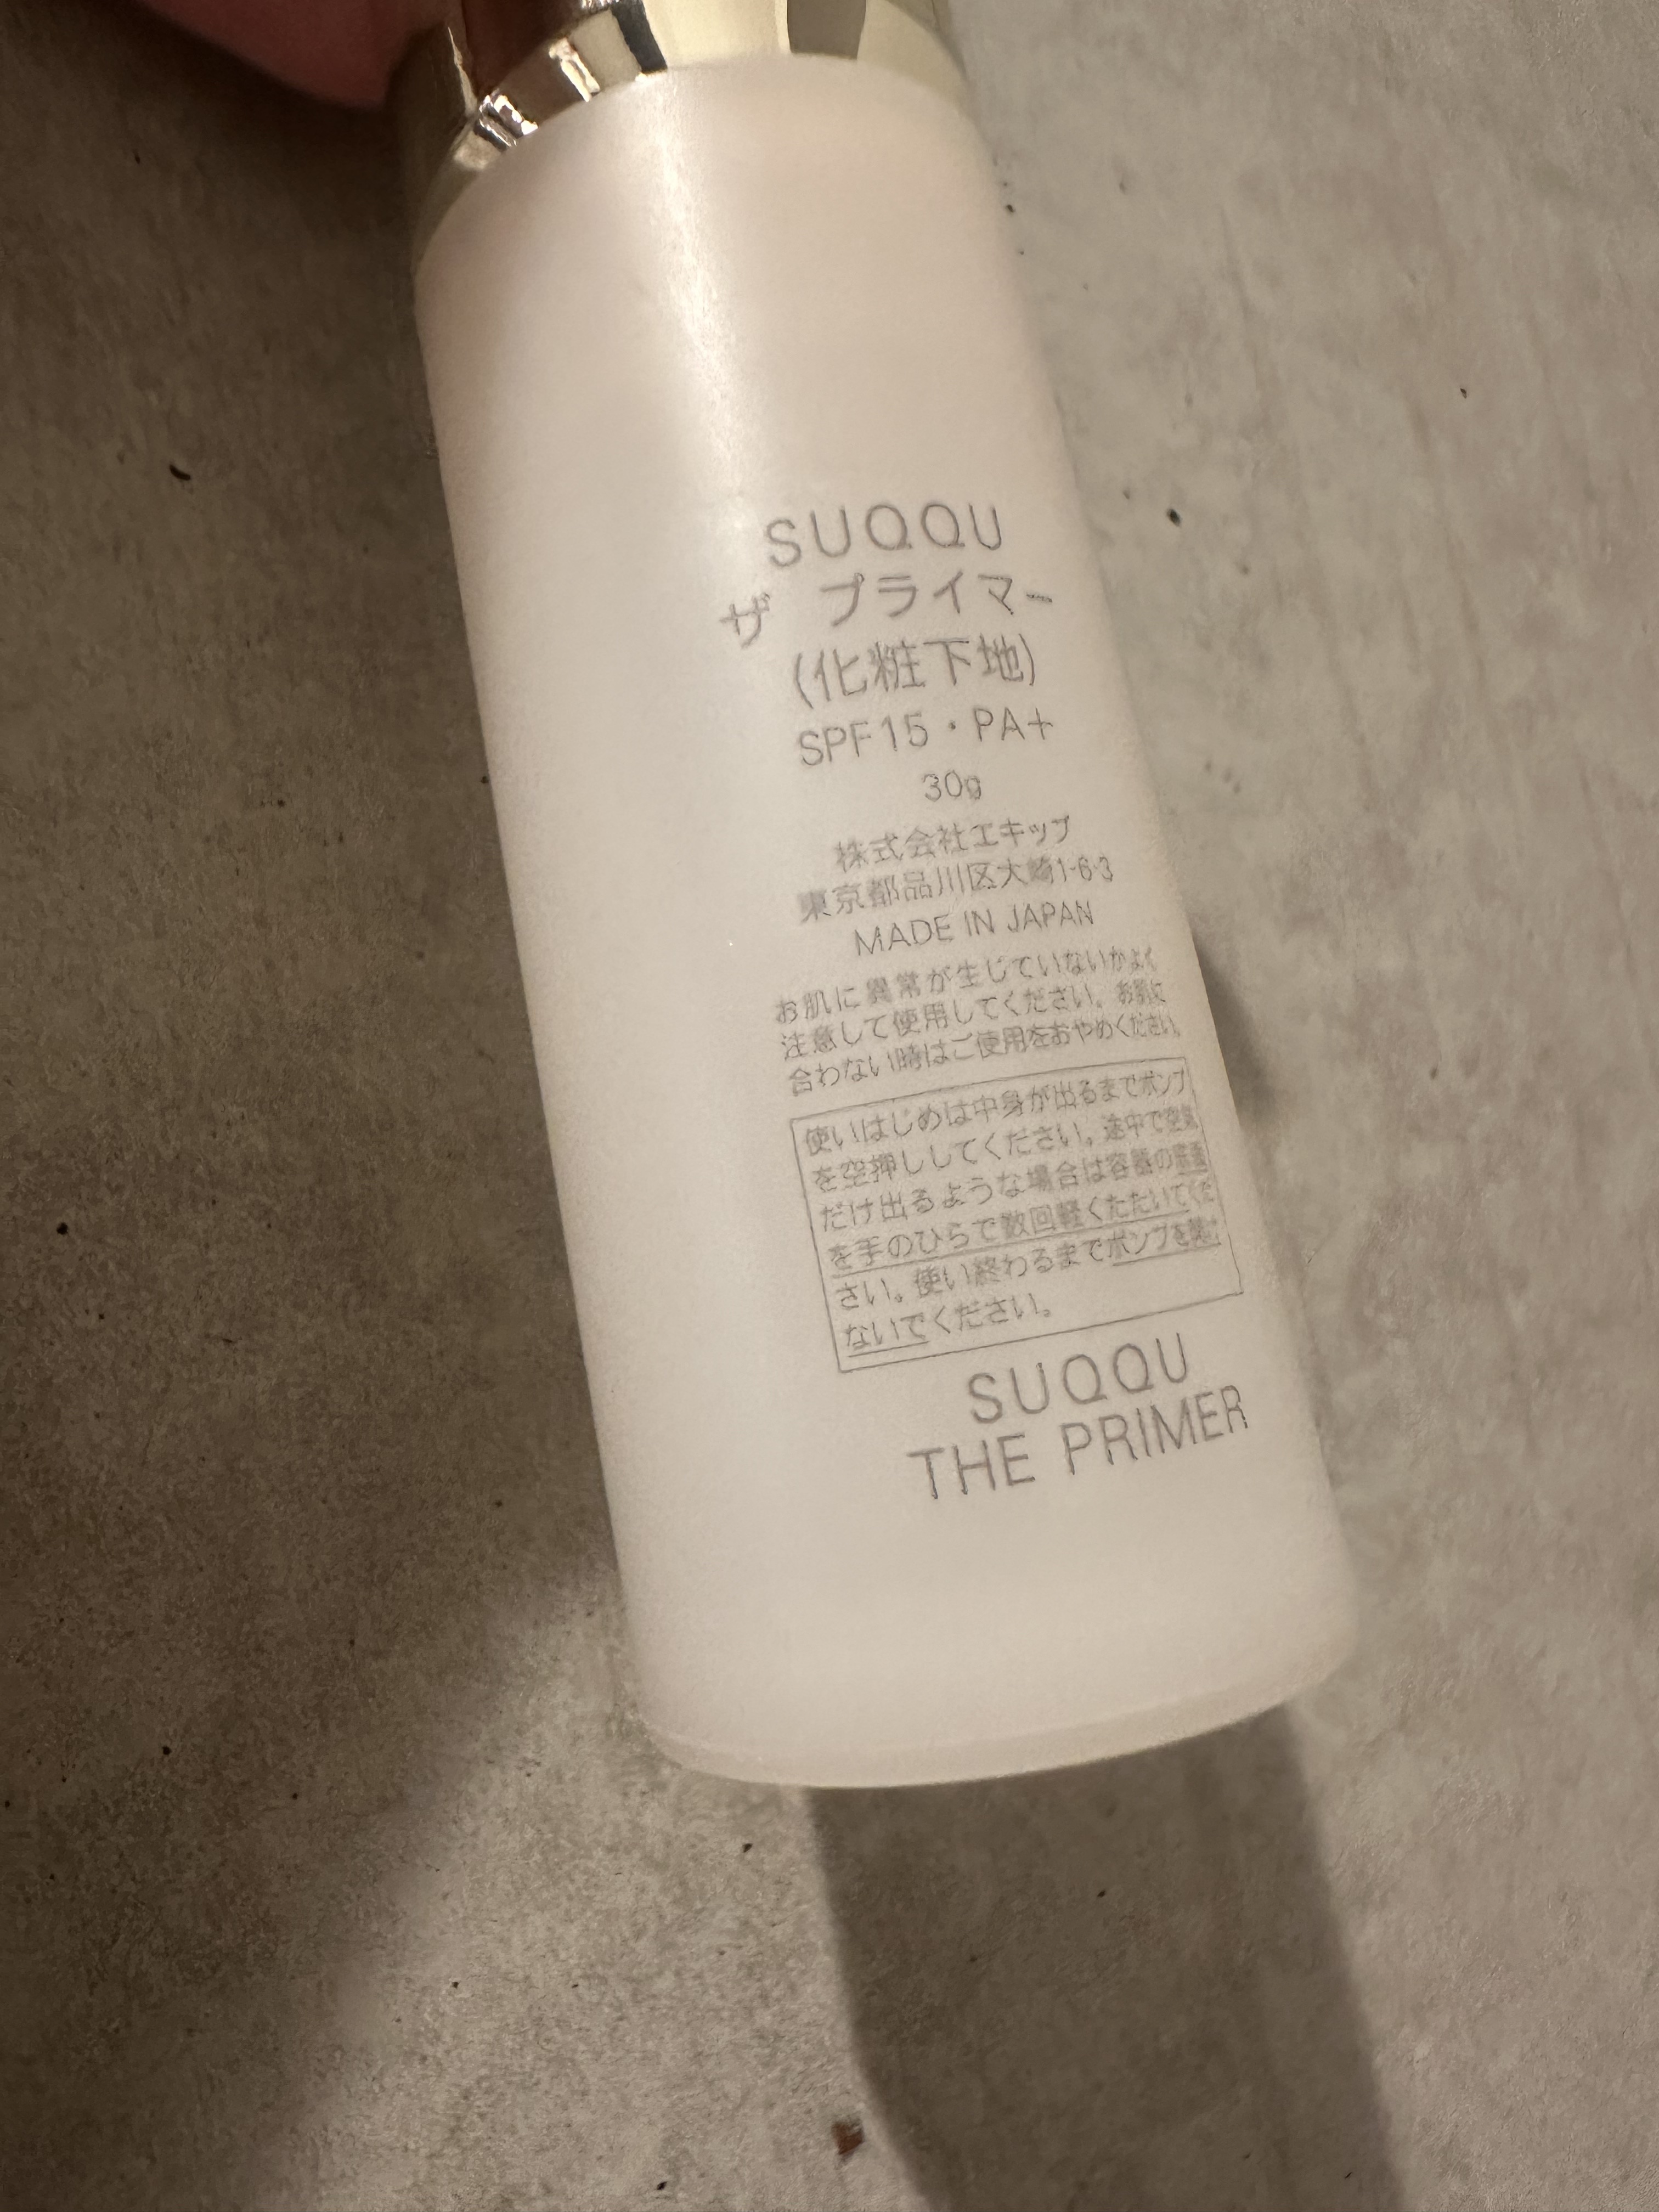 SUQQU
ザ プライマー
(化粧下地)
SPF15・PA+
30g
株式会社エキップ
東京都品川区大崎1-6-3
MADE IN JAPAN
お肌に異常が生じていないかよく
注意して使用してください。お肌に
合わない時はご使用をおやめください。
使いはじめは中身が出るまでポンプ
を空押ししてください。途中で空気
だけ出るような場合は容器の底面
を手のひらで数回軽くたたいてくだ
さい。使い終わるまでポンプを
ないでください。
SUQQU
THE PRIMER